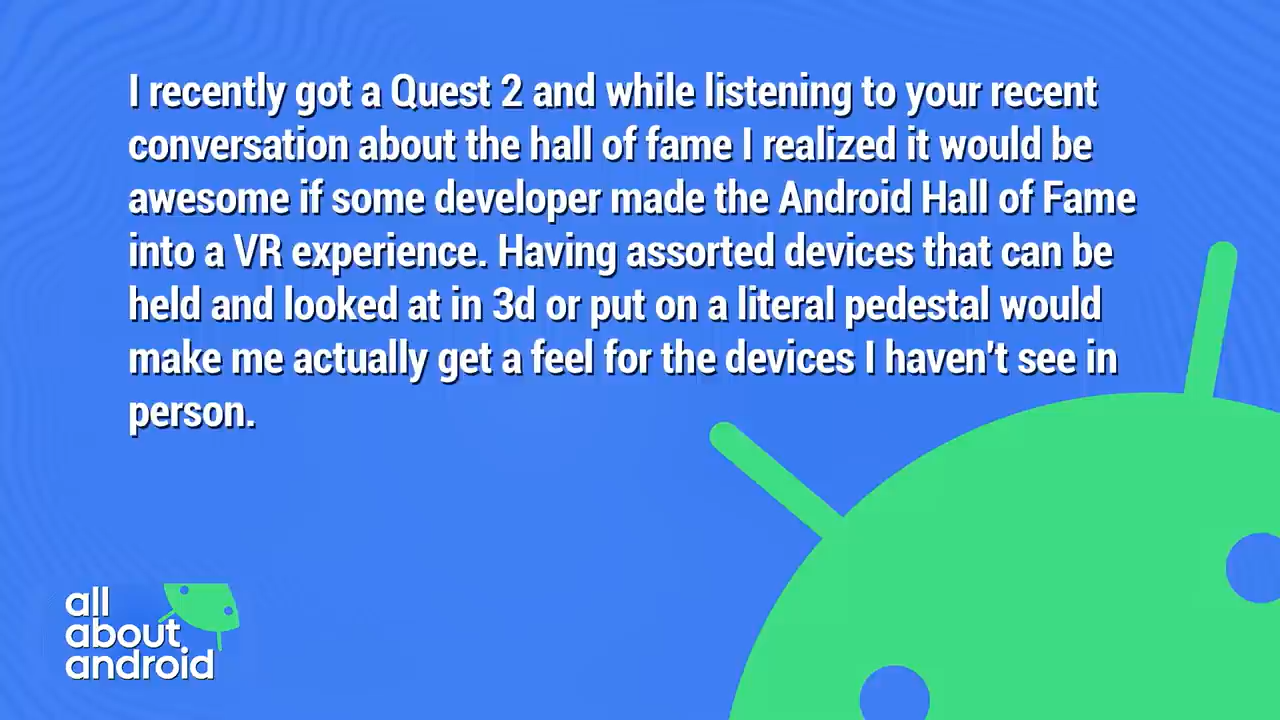 I recently got a Quest 2 and while listening to your recent
conversation about the hall of fame I realized it would be
awesome if some developer made the Android Hall of Fame
into a VR experience. Having assorted devices that can be
held and looked at in 3d or put on a literal pedestal would
make me actually get a feel for the devices I haven't see in
person.
all
about
android